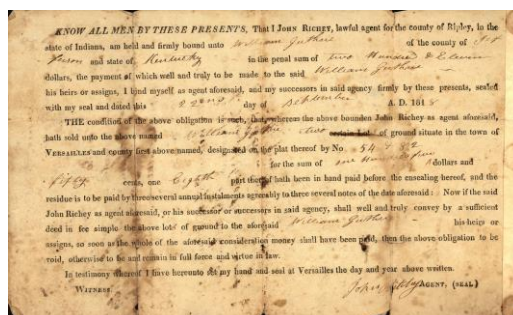 KNOW ALL MEN BY THESE PRESENTS, That I JOHN RICHEY, lawful agent for the county of Ripley, in the
state of Indiana, am held and firmly bound unto William Guthrie of the county of
and state of Kentucky in the penal sum of two Hundred & Eleven
dollars, the payment of which well and truly to be made to the said William Guthrie
his heirs or assigns, I bind myself as agent aforesaid, and my successors in said agency firmly by these presents, sealed
with my seal and dated this 22nd day of September A. D. 1818
THE condition of the above obligation is such, that whereas the above bounden John Richey as agent aforesaid,
hath sold unto the above named William Guthrie two certain Lot of ground situate in the town of
VERSAILLES and county first above named, designated on the plat thereof by No 54 & 82
for the sum of one hundred dollars and
fifty cents, one Eighth part thereof hath been in hand paid before the ensealing hereof, and the
residue is to be paid by three several annual instalments agreeably to three several notes of the date aforesaid: Now if the said
John Richey as agent aforesaid, or his successor or successors in said agency, shall well and truly convey by a sufficient
deed in fee simple the above lot of ground to the aforesaid William Guthrie his heirs or
assigns, so soon as the whole of the aforesaid consideration money shall have been paid, then the above obligation to be
void, otherwise to be and remain in full force and virtue in law.
In testimony whereof I have hereunto set my hand and seal at Versailles the day and year above written.
WITNESS. John AGENT, (SEAL)